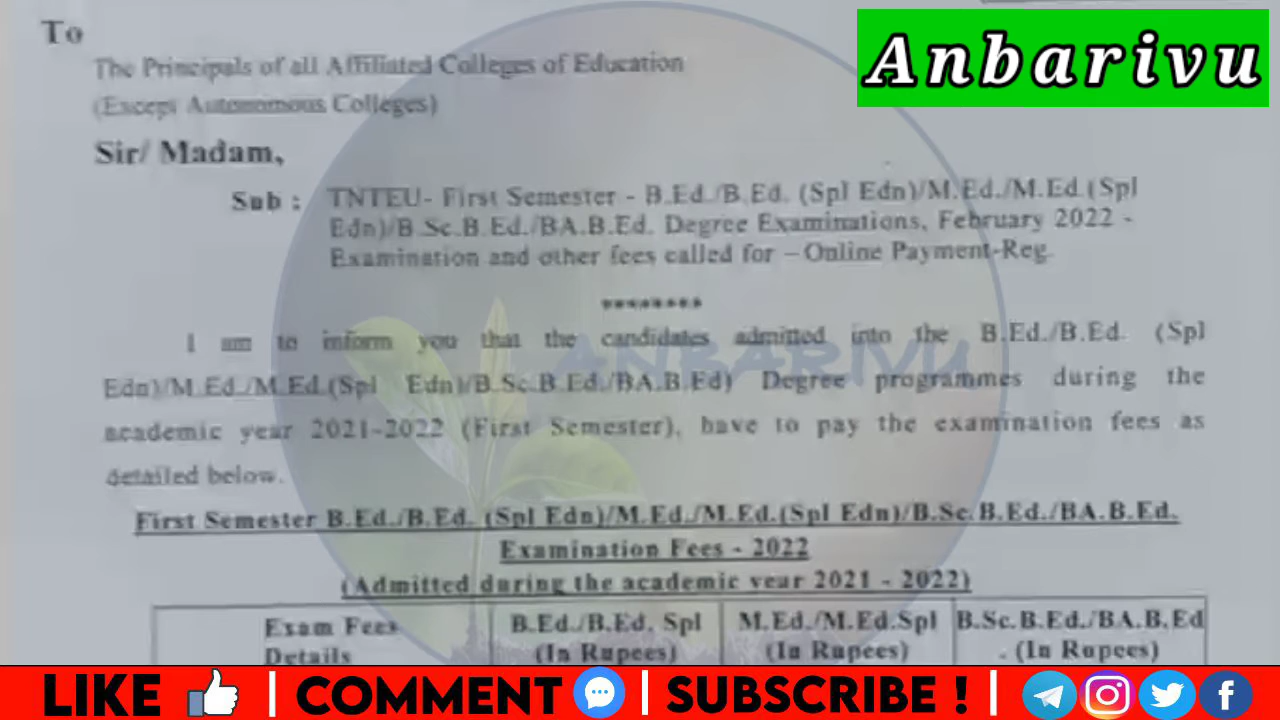 To
Anbarivu
The Principals of all Affiliated Colleges of Education
(Except Autonomous Colleges)
Sir/ Madam,
Sub : TNTEU- First Semester - B.Ed./B.Ed. (Spl Edn)/M.Ed./M.Ed.(Spl
Edn)/B.Sc.B.Ed./BA.B.Ed. Degree Examinations, February 2022 -
Examination and other fees called for – Online Payment-Reg.
********
ANBARIVU
I am to inform you that the candidates admitted into the B.Ed./B.Ed. (Spl
Edn)/M.Ed./M.Ed.(Spl Edn)/B.Sc.B.Ed./BA.B.Ed) Degree programmes during the
academic year 2021-2022 (First Semester), have to pay the examination fees as
detailed below.
First Semester B.Ed./B.Ed. (Spl Edn)/M.Ed./M.Ed.(Spl Edn)/B.Sc.B.Ed./BA.B.Ed.
Examination Fees - 2022
(Admitted during the academic year 2021 - 2022)
Exam Fees B.Ed./B.Ed. Spl M.Ed./M.Ed.Spl B.Sc.B.Ed./BA.B.Ed
Details (In Rupees) (In Rupees) . (In Rupees)
LIKE | COMMENT | SUBSCRIBE ! |